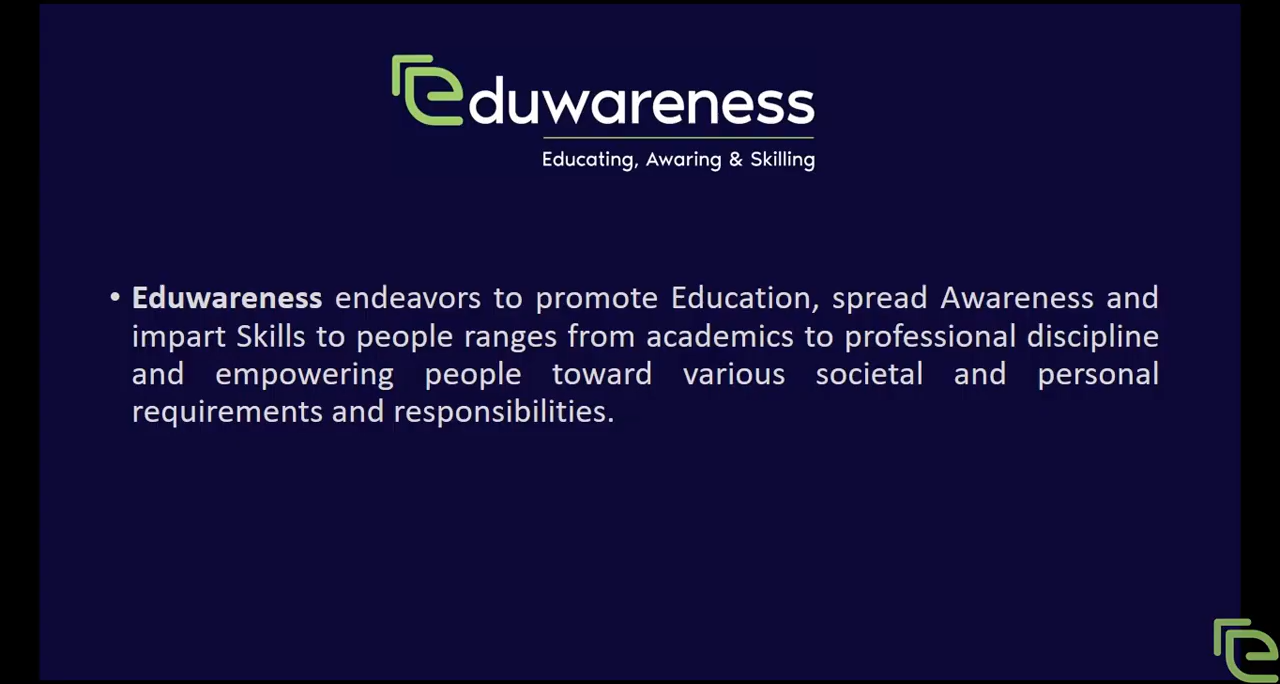 eduwareness
Educating, Awaring & Skilling
• Eduwareness endeavors to promote Education, spread Awareness and
impart Skills to people ranges from academics to professional discipline
and empowering people toward various societal and personal
requirements and responsibilities.
e